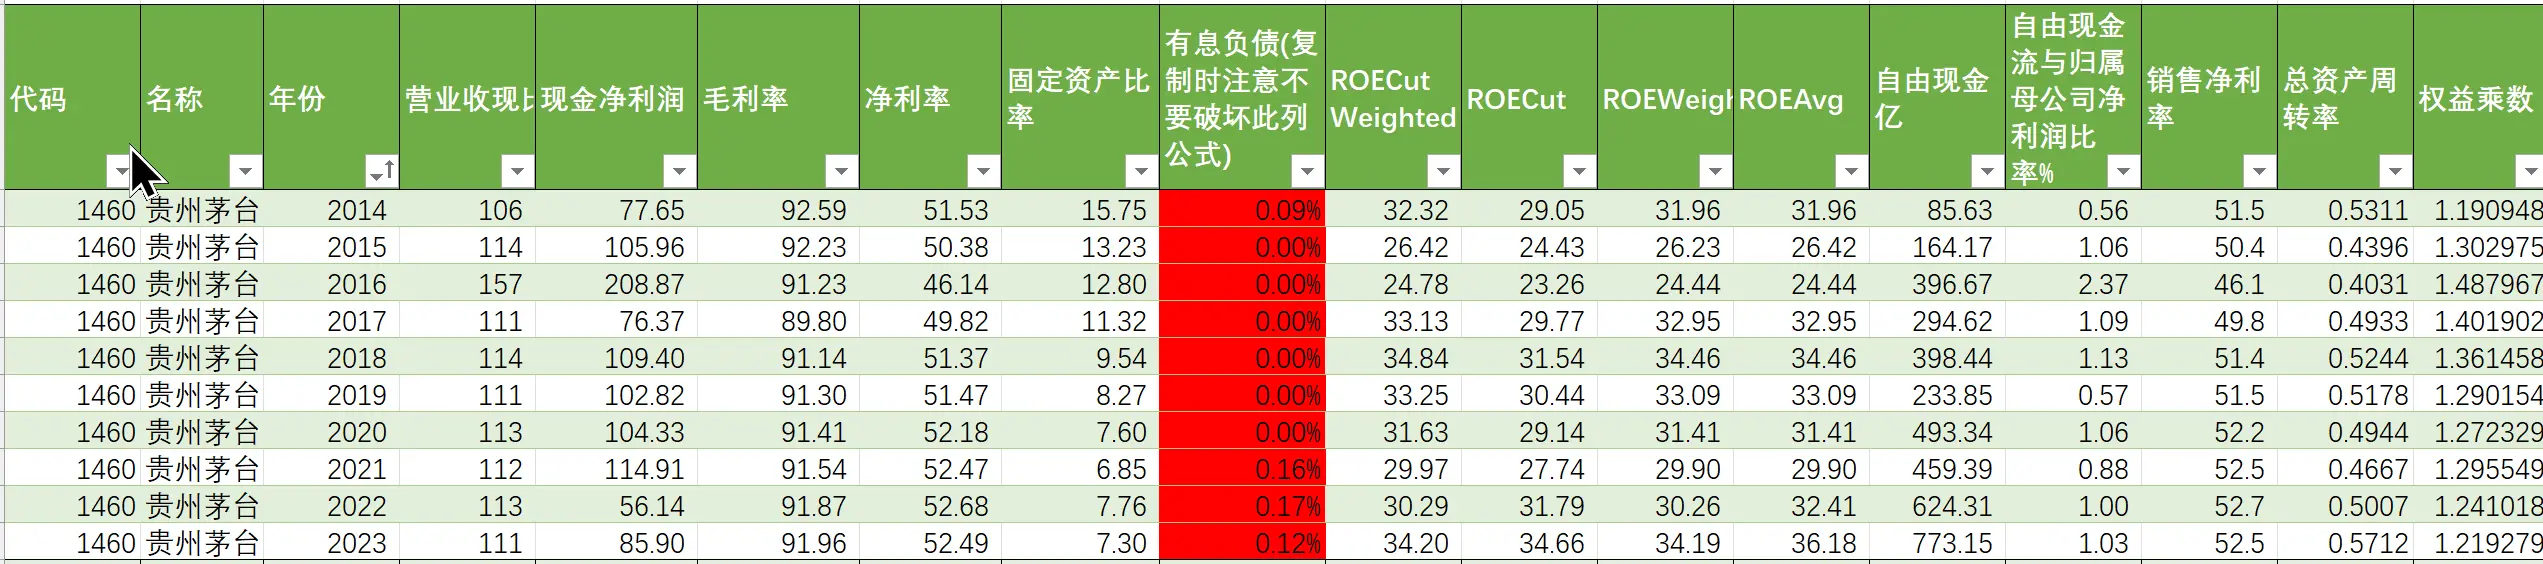 代码 名称 年份 营业收现比 现金净利润 毛利率 净利率 固定资产比率 有息负债(复制时注意不要破坏此列公式) ROECut Weighted ROECut ROEWeigh ROEAvg 自由现金亿 自由现金流与归属母公司净利润比率% 销售净利率 总资产周转率 权益乘数
1460 贵州茅台 2014 106 77.65 92.59 51.53 15.75 0.09% 32.32 29.05 31.96 31.96 85.63 0.56 51.5 0.5311 1.190948
1460 贵州茅台 2015 114 105.96 92.23 50.38 13.23 0.00% 26.42 24.43 26.23 26.42 164.17 1.06 50.4 0.4396 1.302975
1460 贵州茅台 2016 157 208.87 91.23 46.14 12.80 0.00% 24.78 23.26 24.44 24.44 396.67 2.37 46.1 0.4031 1.487967
1460 贵州茅台 2017 111 76.37 89.80 49.82 11.32 0.00% 33.13 29.77 32.95 32.95 294.62 1.09 49.8 0.4933 1.401902
1460 贵州茅台 2018 114 109.40 91.14 51.37 9.54 0.00% 34.84 31.54 34.46 34.46 398.44 1.13 51.4 0.5244 1.361458
1460 贵州茅台 2019 111 102.82 91.30 51.47 8.27 0.00% 33.25 30.44 33.09 33.09 233.85 0.57 51.5 0.5178 1.290154
1460 贵州茅台 2020 113 104.33 91.41 52.18 7.60 0.00% 31.63 29.14 31.41 31.41 493.34 1.06 52.2 0.4944 1.272329
1460 贵州茅台 2021 112 114.91 91.54 52.47 6.85 0.16% 29.97 27.74 29.90 29.90 459.39 0.88 52.5 0.4667 1.295549
1460 贵州茅台 2022 113 56.14 91.87 52.68 7.76 0.17% 30.29 31.79 30.26 32.41 624.31 1.00 52.7 0.5007 1.241018
1460 贵州茅台 2023 111 85.90 91.96 52.49 7.30 0.12% 34.20 34.66 34.19 36.18 773.15 1.03 52.5 0.5712 1.219279